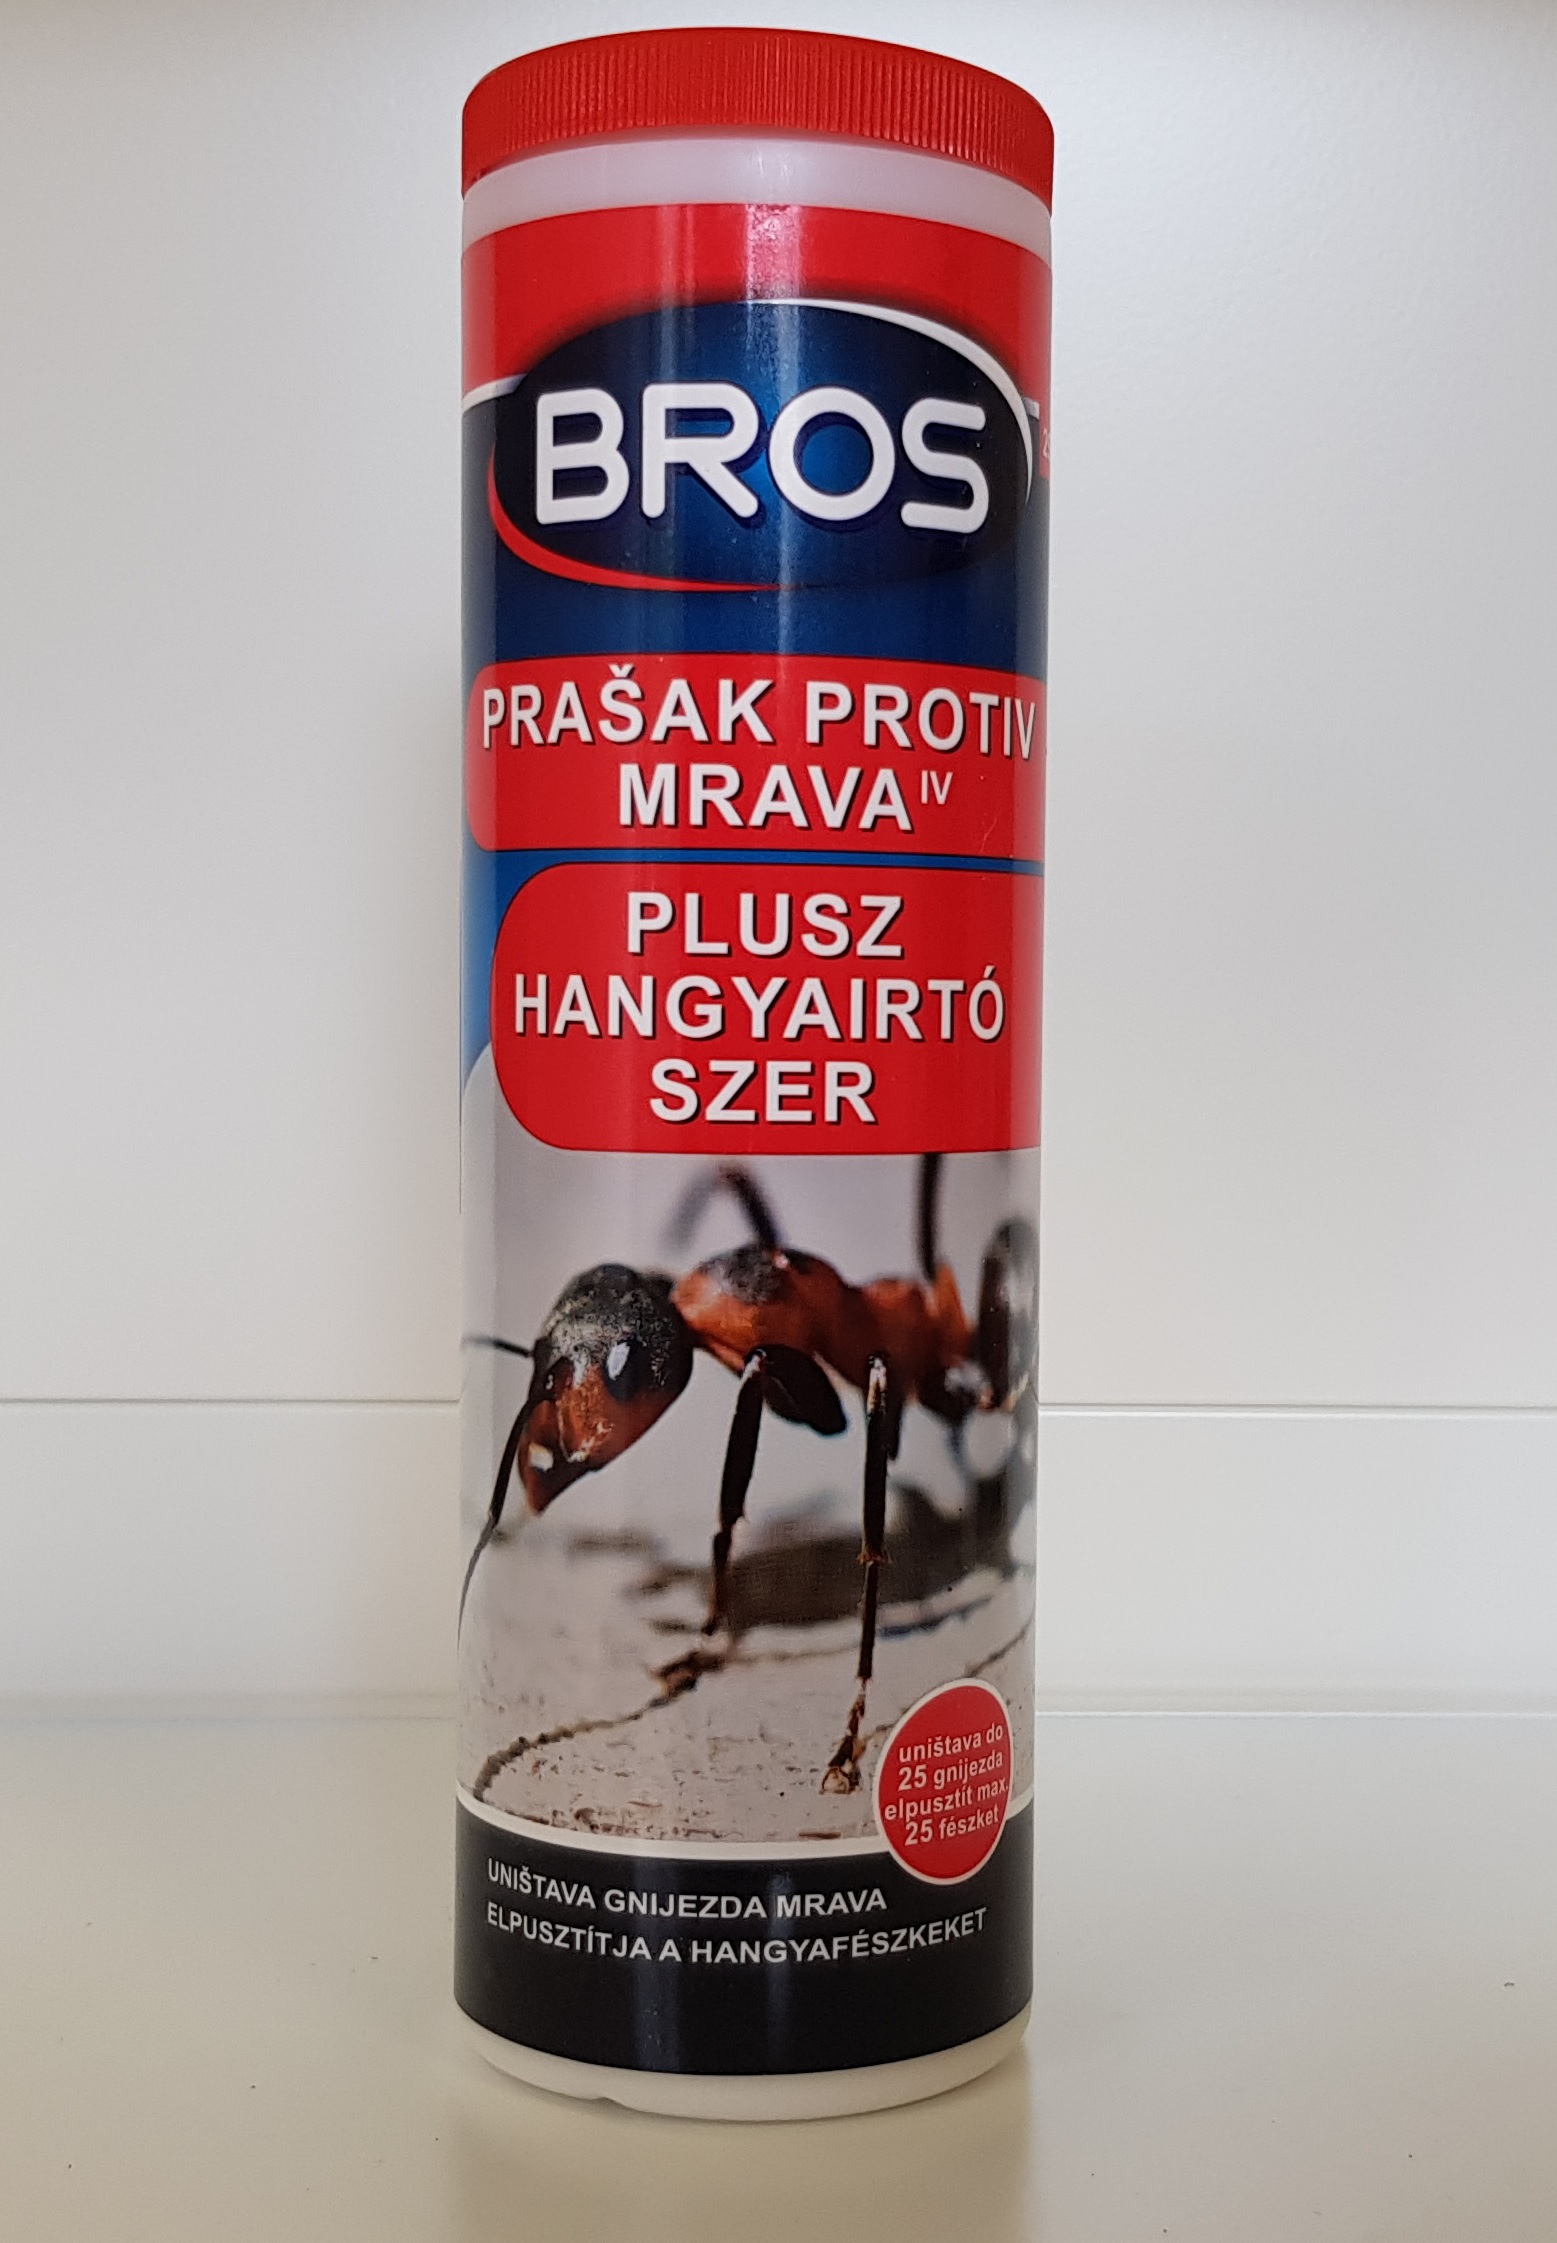 BROS
PRAŠAK PROTIV
MRAVA IV
PLUSZ
HANGYAIRTÓ
SZER
uništava do
25 gnijezda
elpusztít max.
25 fészket
UNIŠTAVA GNIJEZDA MRAVA
ELPUSZTÍTJA A HANGYAFÉSZKEKET